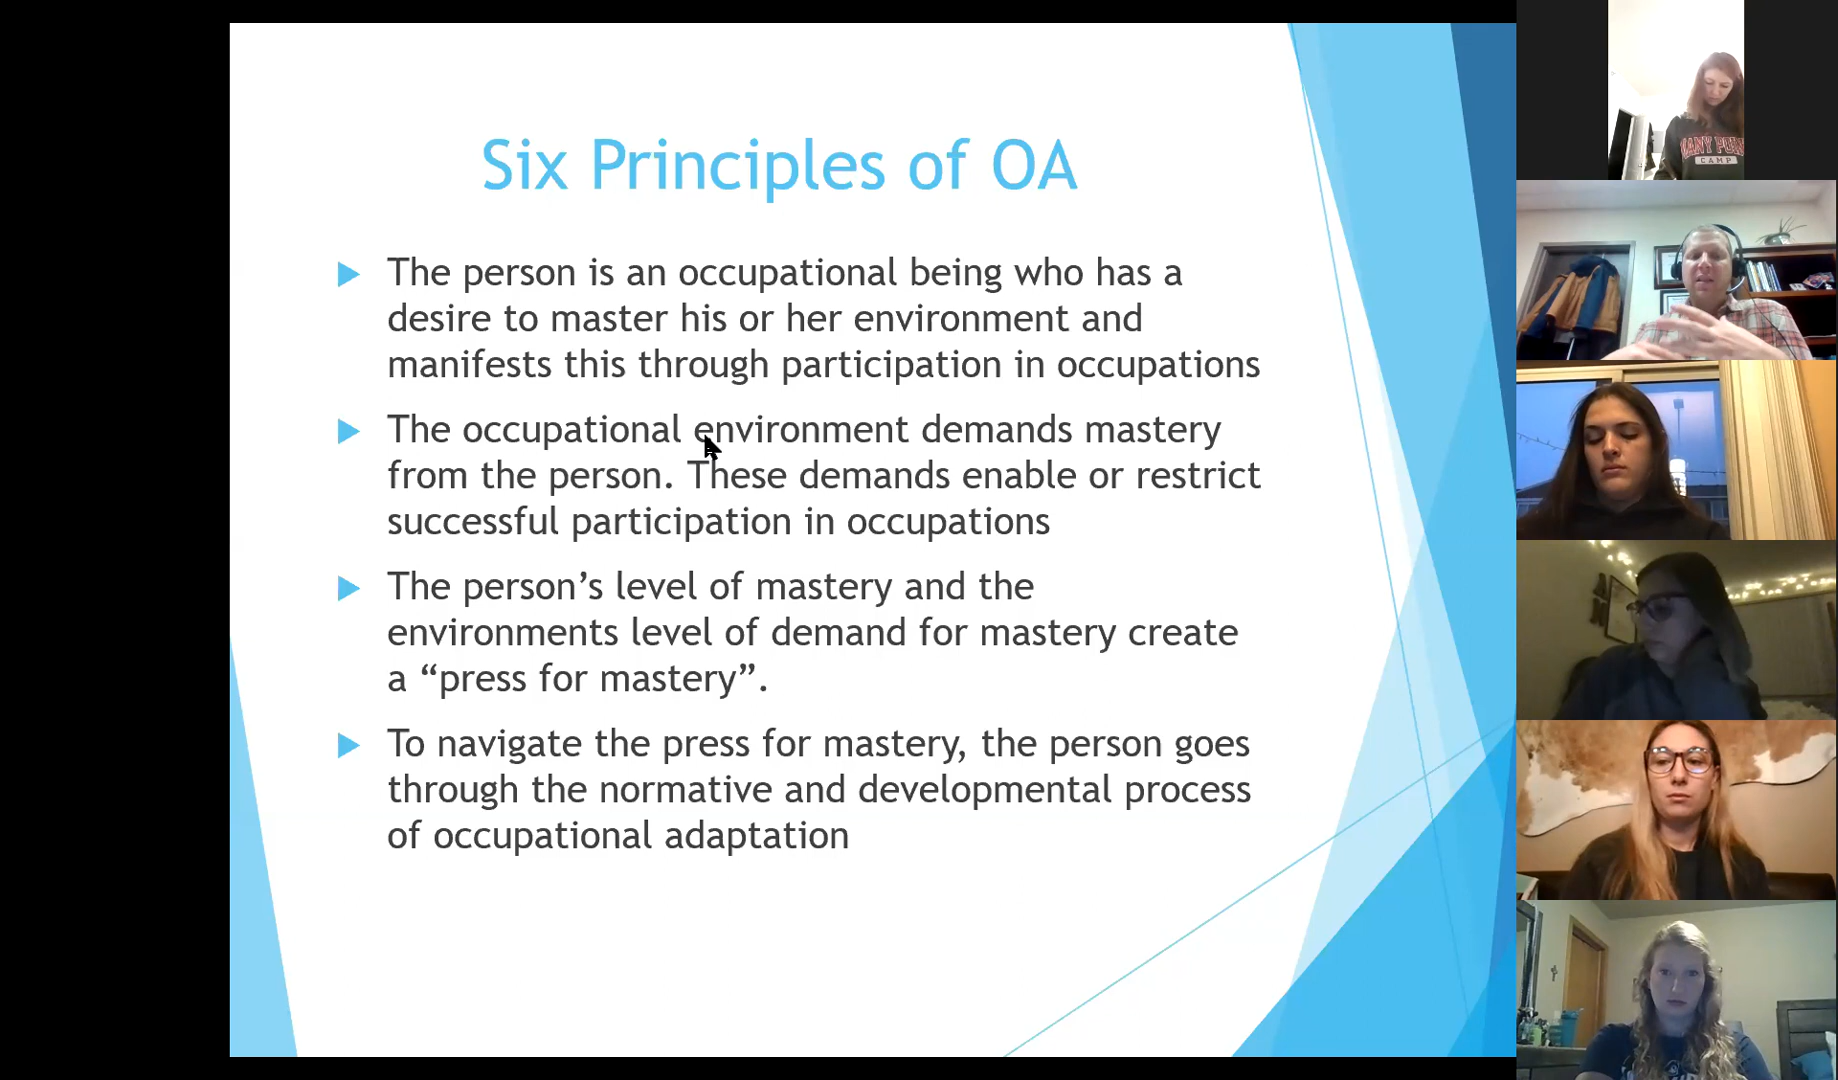 Six Principles of OA
The person is an occupational being who has a
desire to master his or her environment and
manifests this through participation in occupations
The occupational environment demands mastery
from the person. These demands enable or restrict
successful participation in occupations
The person’s level of mastery and the
environments level of demand for mastery create
a “press for mastery”.
To navigate the press for mastery, the person goes
through the normative and developmental process
of occupational adaptation
CAMP